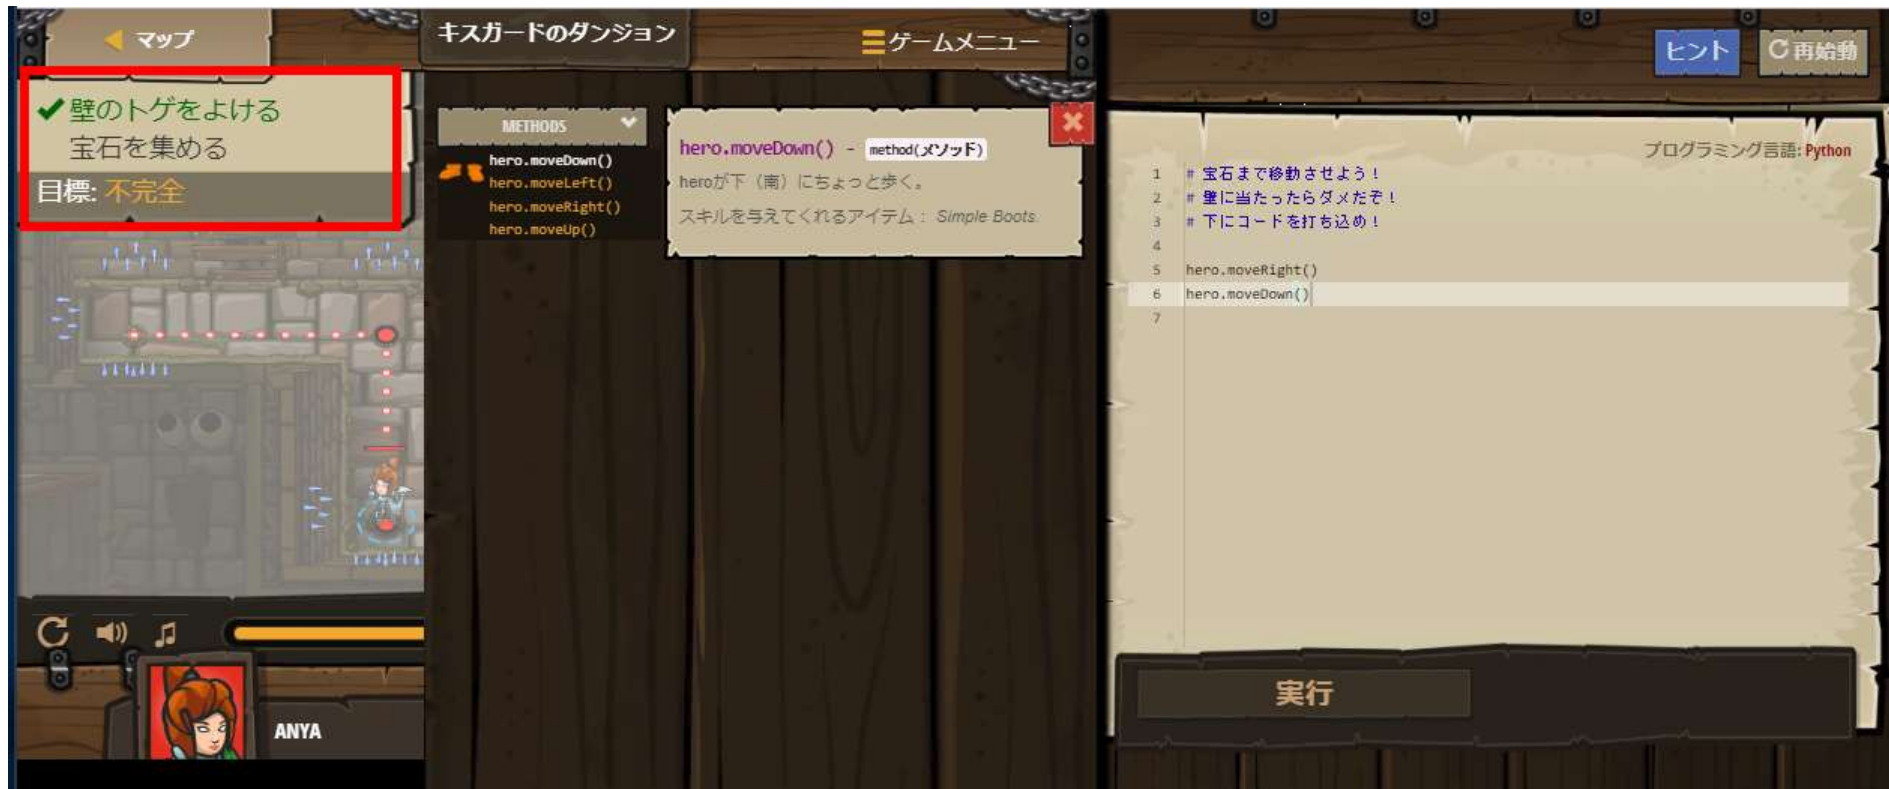 マップ
キスガードのダンジョン
ゲームメニュー
ヒント
再始動
壁のトゲをよける
宝石を集める
目標: 不完全
METHODS
hero.moveDown()
hero.moveLeft()
hero.moveRight()
hero.moveUp()
hero.moveDown() - method(メソッド)
heroが下（南）にちょっと歩く。
スキルを与えてくれるアイテム： Simple Boots.
プログラミング言語: Python
1 # 宝石まで移動させよう！
2 # 壁に当たったらダメだぞ！
3 # 下にコードを打ち込め！
4
5 hero.moveRight()
6 hero.moveDown()
7
実行
ANYA